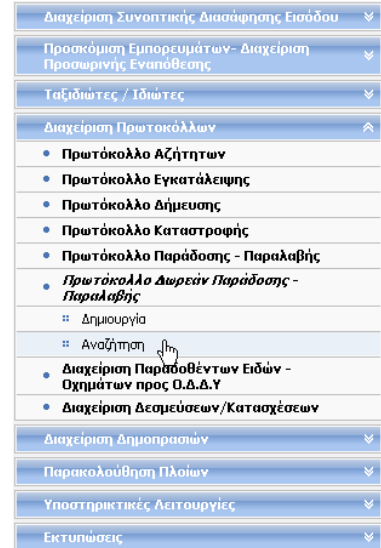 Διαχείριση Συνοπτικής Διασάφησης Εισόδου
Προσκόμιση Εμπορευμάτων- Διαχείριση
Προσωρινής Εναπόθεσης
Ταξιδιώτες / Ιδιώτες
Διαχείριση Πρωτοκόλλων
Πρωτόκολλο Αζήτητων
Πρωτόκολλο Εγκατάλειψης
Πρωτόκολλο Δήμευσης
Πρωτόκολλο Καταστροφής
Πρωτόκολλο Παράδοσης - Παραλαβής
Πρωτόκολλο Δωρεάν Παράδοσης -
Παραλαβής
Δημιουργία
Αναζήτηση
Διαχείριση Παραδοθέντων Ειδών -
Οχημάτων προς Ο.Δ.Δ.Υ
Διαχείριση Δεσμεύσεων/Κατασχέσεων
Διαχείριση Δημοπρασιών
Παρακολούθηση Πλοίων
Υποστηρικτικές Λειτουργίες
Εκτυπώσεις